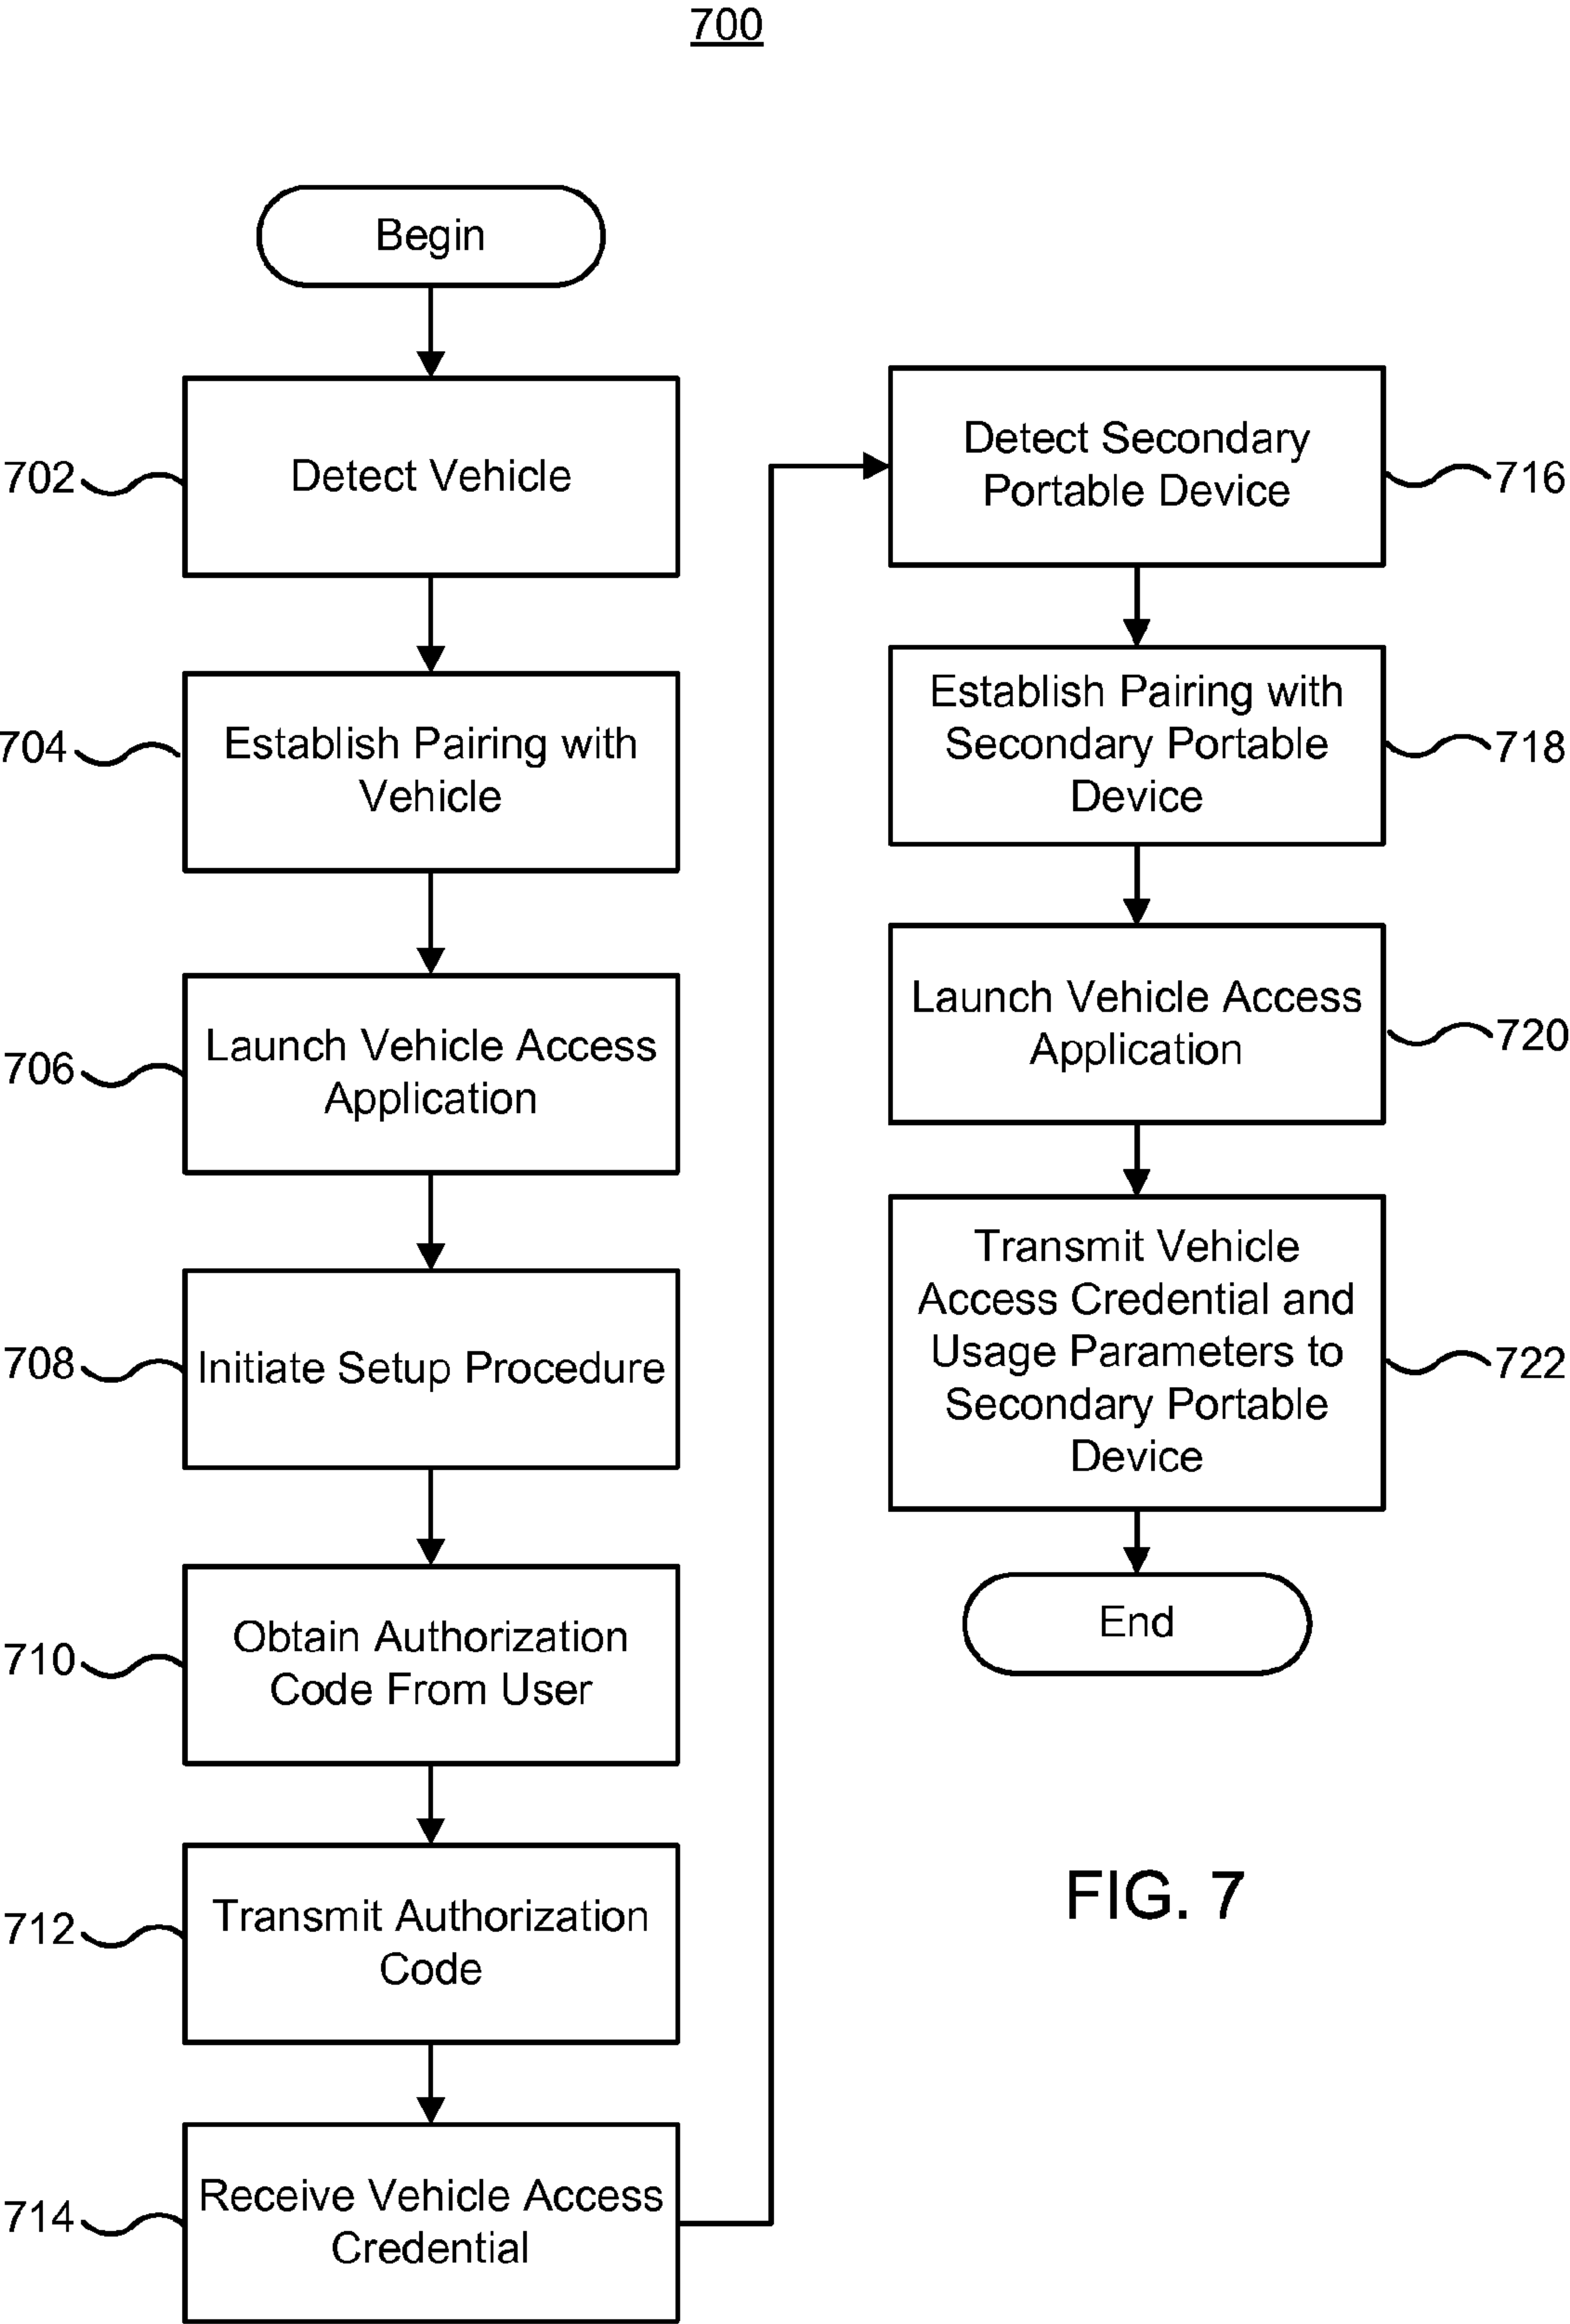 700
Begin
702
Detect Vehicle
704
Establish Pairing with
Vehicle
706
Launch Vehicle Access
Application
708
Initiate Setup Procedure
710
Obtain Authorization
Code From User
712
Transmit Authorization
Code
714
Receive Vehicle Access
Credential
Detect Secondary
Portable Device
716
Establish Pairing with
Secondary Portable
Device
718
Launch Vehicle Access
Application
720
Transmit Vehicle
Access Credential and
Usage Parameters to
Secondary Portable
Device
722
End
FIG. 7